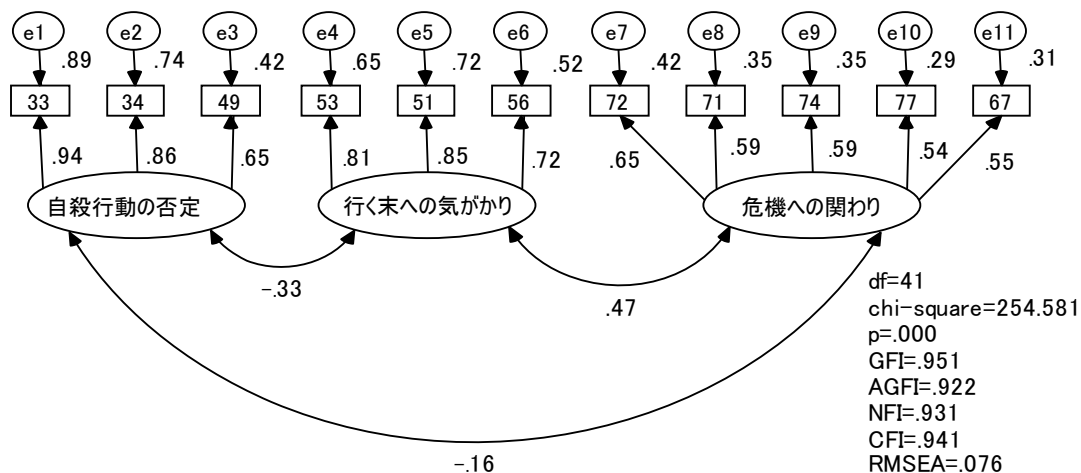 e1 e2 e3 e4 e5 e6 e7 e8 e9 e10 e11
.89 .74 .42 .65 .72 .52 .42 .35 .35 .29 .31
33 34 49 53 51 56 72 71 74 77 67
.94 .86 .65 .81 .85 .72 .65 .59 .59 .54 .55
自殺行動の否定 行く末への気がかり 危機への関わり
-.33
.47
-.16
df=41
chi-square=254.581
p=.000
GFI=.951
AGFI=.922
NFI=.931
CFI=.941
RMSEA=.076